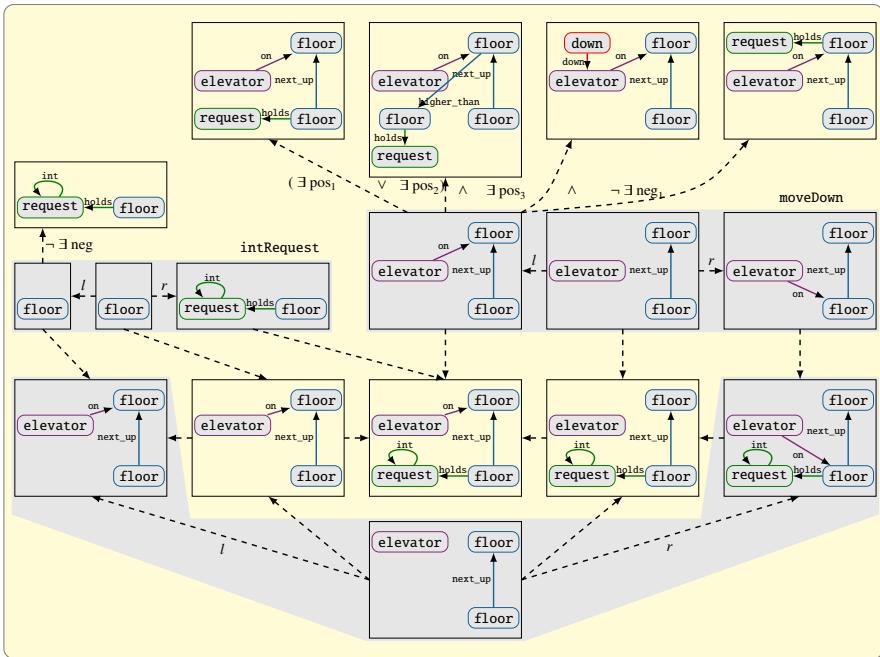 floor
on
elevator
next_up
request
holds
floor
floor
on
elevator
next_up
higher_than
floor
floor
holds
request
down
floor
down
on
elevator
next_up
floor
request
holds
floor
on
elevator
next_up
floor
( ∃ pos1
∨ ∃ pos2 )
∧ ∃ pos3
∧ ¬ ∃ neg1
int
request
holds
floor
¬ ∃ neg
intRequest
floor
l
floor
r
int
request
holds
floor
moveDown
floor
on
elevator
next_up
floor
l
floor
elevator
next_up
floor
r
floor
elevator
next_up
on
floor
floor
on
elevator
next_up
floor
floor
on
elevator
next_up
floor
floor
on
elevator
next_up
int
request
holds
floor
floor
elevator
next_up
int
request
holds
floor
floor
elevator
next_up
on
int
request
holds
floor
l
elevator
floor
next_up
floor
r